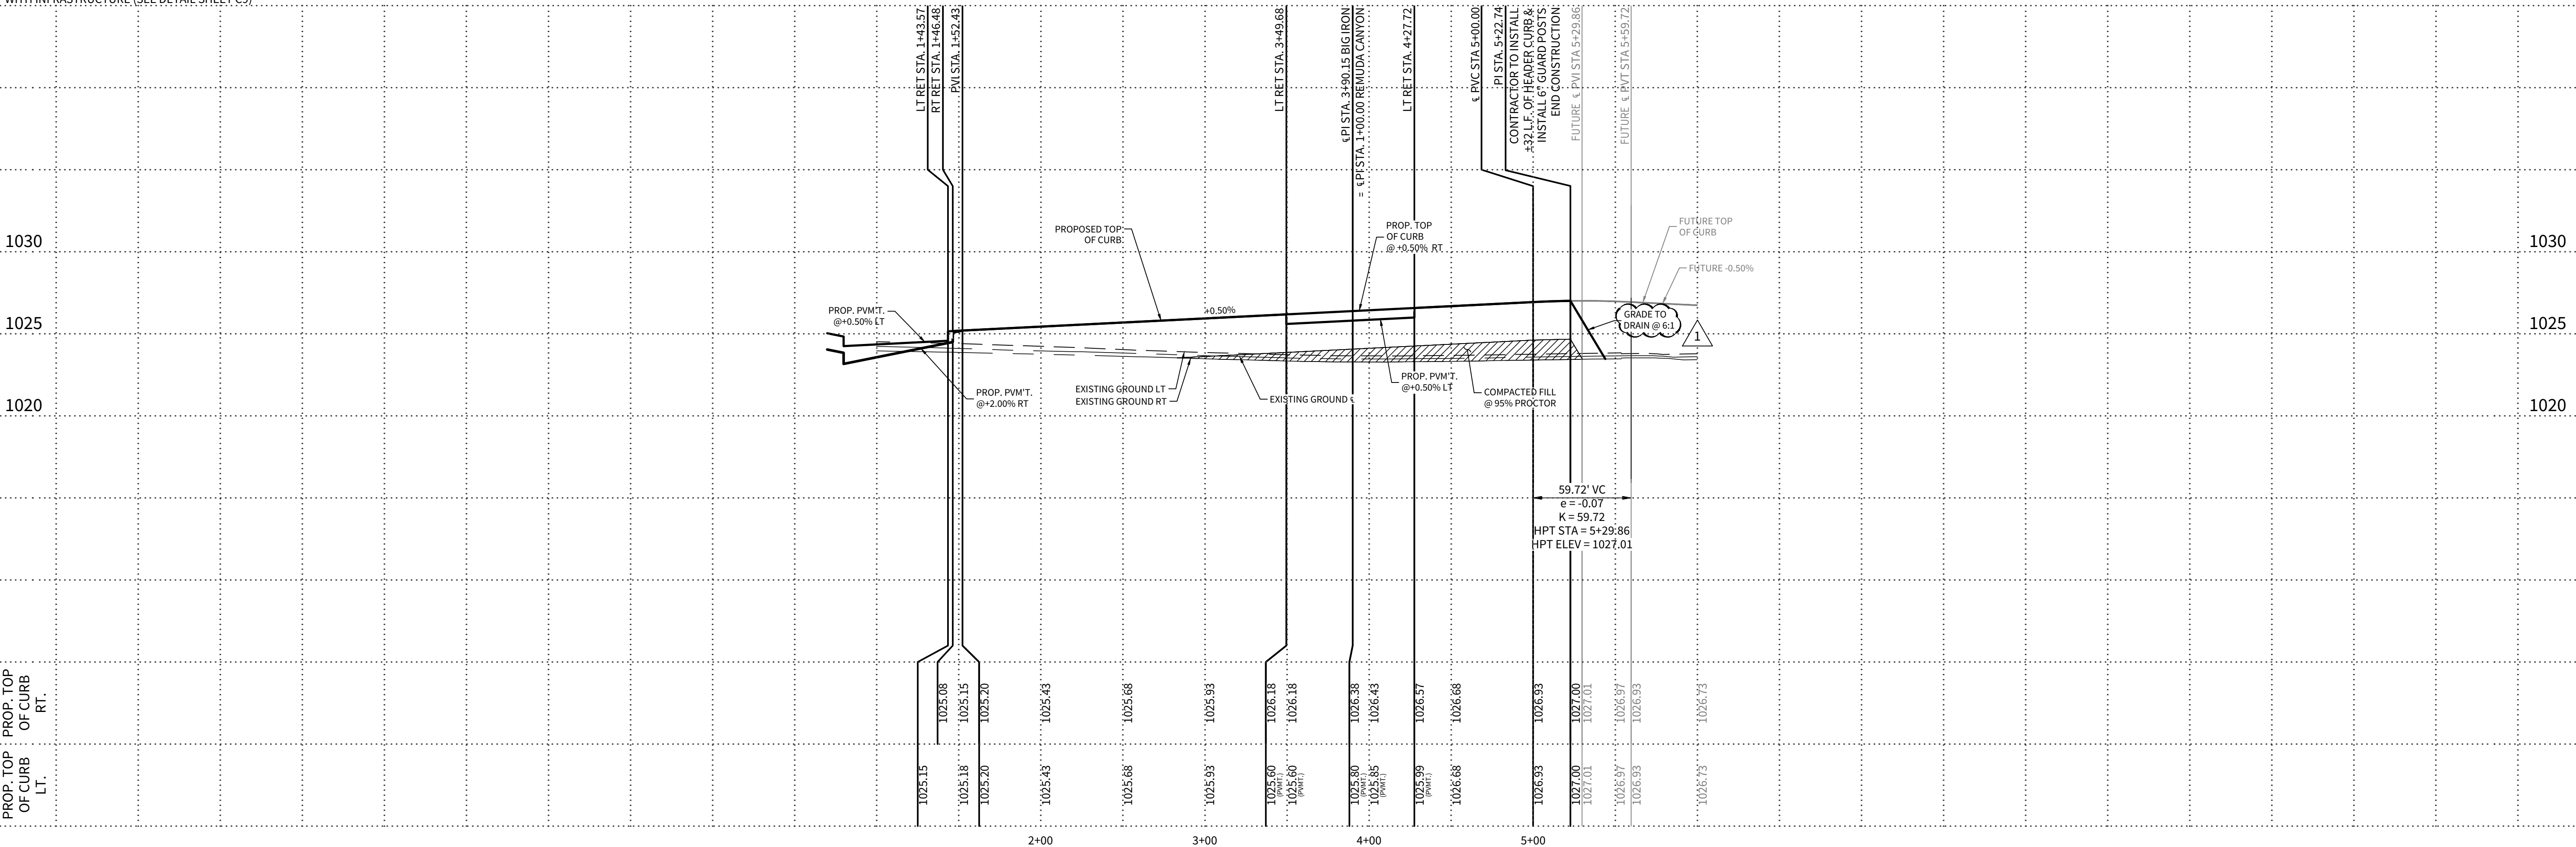 WITH INFRASTRUCTURE (SEE DETAIL SHEET C9)
LT RET STA. 1+43.57
RT RET STA. 1+46.48
PVI STA. 1+52.43
LT RET STA. 3+49.68
℄ PI STA. 3+90.15 BIG IRON
= ℄ PI STA. 1+00.00 REMUDA CANYON
LT RET STA. 4+27.72
℄ PVC STA 5+00.00
PI STA. 5+22.74
CONTRACTOR TO INSTALL
±32 L.F. OF HEADER CURB &
INSTALL 6" GUARD POSTS
END CONSTRUCTION
FUTURE ℄ PVI STA 5+29.86
FUTURE ℄ PVT STA 5+59.72
1030
1030
PROPOSED TOP
OF CURB
PROP. TOP
OF CURB
@ +0.50% RT
FUTURE TOP
OF CURB
FUTURE -0.50%
1025
1025
PROP. PVM'T.
@+0.50% LT
+0.50%
GRADE TO
DRAIN @ 6:1
1
1020
1020
PROP. PVM'T.
@+2.00% RT
EXISTING GROUND LT
EXISTING GROUND RT
EXISTING GROUND ℄
PROP. PVM'T.
@+0.50% LT
COMPACTED FILL
@ 95% PROCTOR
59.72' VC
e = -0.07
K = 59.72
HPT STA = 5+29.86
HPT ELEV = 1027.01
PROP. TOP
OF CURB
RT.
1025.08
1025.15
1025.20
1025.43
1025.68
1025.93
1026.18
1026.18
1026.38
1026.43
1026.57
1026.68
1026.93
1027.00
1027.01
1026.97
1026.93
1026.73
PROP. TOP
OF CURB
LT.
1025.15
1025.18
1025.20
1025.43
1025.68
1025.93
1025.60
(PVMT.)
1025.60
(PVMT.)
1025.80
(PVMT.)
1025.85
(PVMT.)
1025.99
(PVMT.)
1026.68
1026.93
1027.00
1027.01
1026.97
1026.93
1026.73
2+00
3+00
4+00
5+00